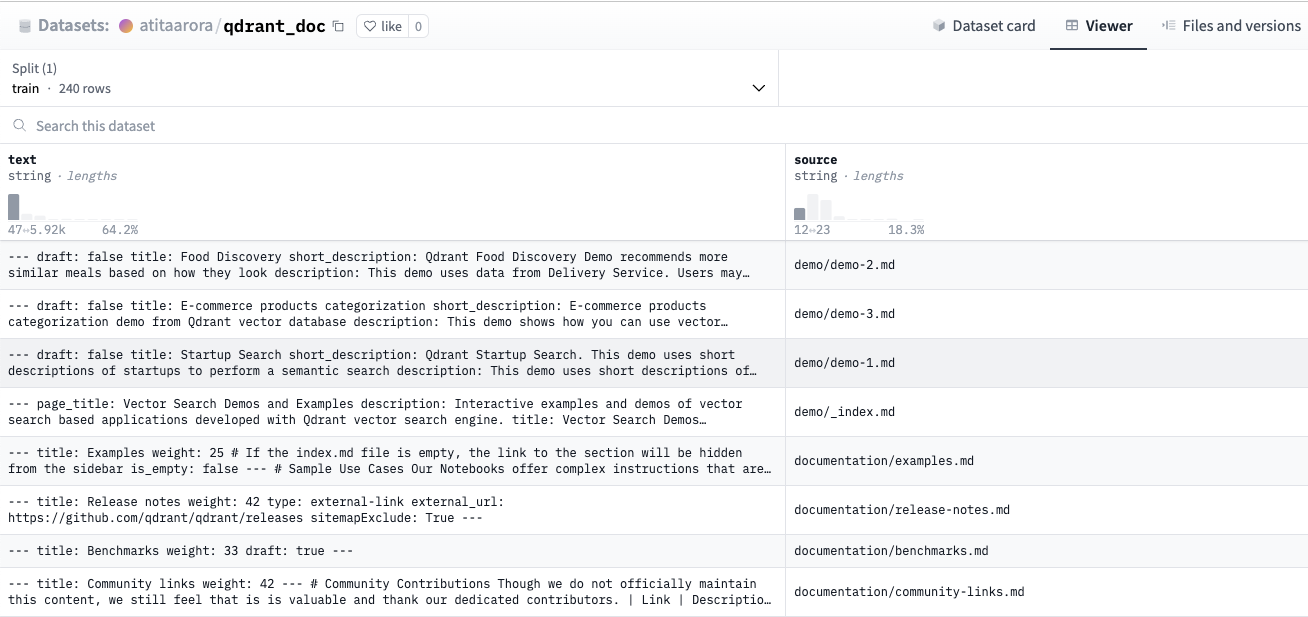 Datasets: atitaarora/qdrant_doc like 0 Dataset card Viewer Files and versions
Split (1)
train · 240 rows
Search this dataset
text source
string · lengths string · lengths
47↔5.92k 64.2% 12↔23 18.3%
--- draft: false title: Food Discovery short_description: Qdrant Food Discovery Demo recommends more
similar meals based on how they look description: This demo uses data from Delivery Service. Users may…
demo/demo-2.md
--- draft: false title: E-commerce products categorization short_description: E-commerce products
categorization demo from Qdrant vector database description: This demo shows how you can use vector…
demo/demo-3.md
--- draft: false title: Startup Search short_description: Qdrant Startup Search. This demo uses short
descriptions of startups to perform a semantic search description: This demo uses short descriptions of…
demo/demo-1.md
--- page_title: Vector Search Demos and Examples description: Interactive examples and demos of vector
search based applications developed with Qdrant vector search engine. title: Vector Search Demos…
demo/_index.md
--- title: Examples weight: 25 # If the index.md file is empty, the link to the section will be hidden
from the sidebar is_empty: false --- # Sample Use Cases Our Notebooks offer complex instructions that are…
documentation/examples.md
--- title: Release notes weight: 42 type: external-link external_url:
https://github.com/qdrant/qdrant/releases sitemapExclude: True ---
documentation/release-notes.md
--- title: Benchmarks weight: 33 draft: true ---
documentation/benchmarks.md
--- title: Community links weight: 42 --- # Community Contributions Though we do not officially maintain
this content, we still feel that is is valuable and thank our dedicated contributors. | Link | Descriptio…
documentation/community-links.md